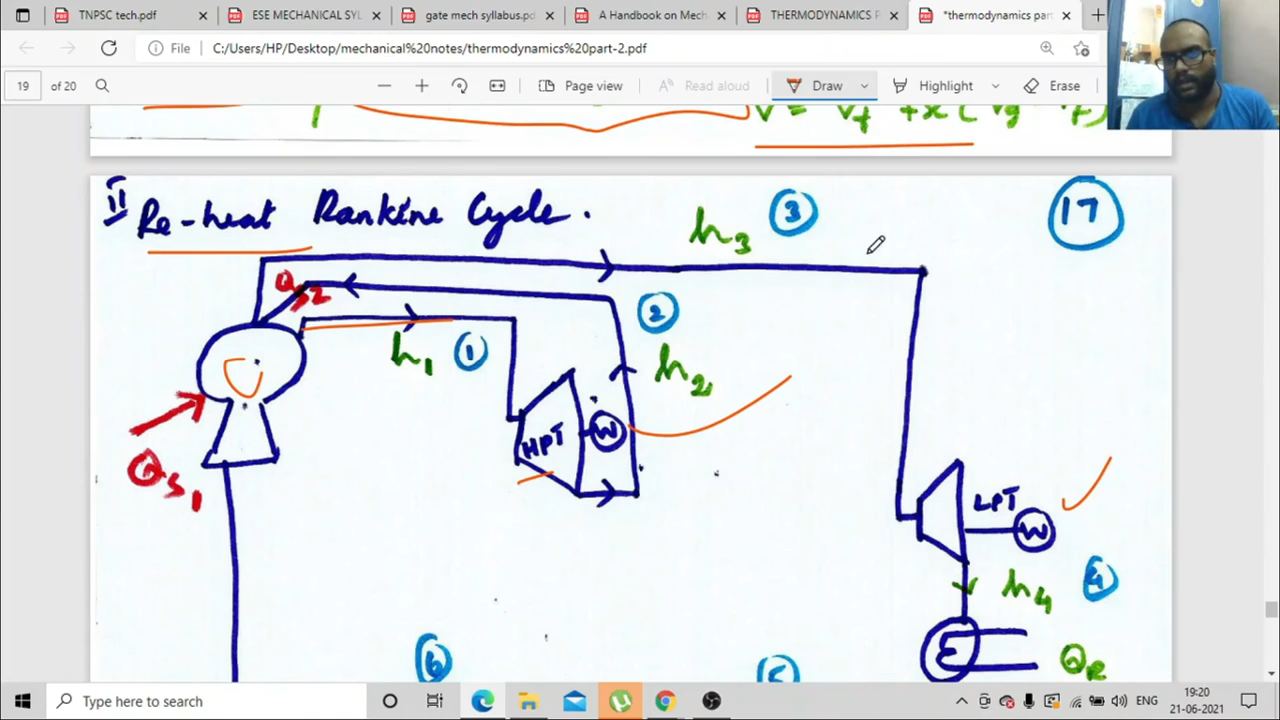 TNPSC tech.pdf
ESE MECHANICAL SYL
gate mech syllabus.pd
A Handbook on Mech
THERMODYNAMICS P
*thermodynamics par
File
C:/Users/HP/Desktop/mechanical%20notes/thermodynamics%20part-2.pdf
19 of 20
Page view
Read aloud
Draw
Highlight
Erase
II Re-heat Rankine Cycle.
17
h3
3
Qs2
2
h1
1
h2
HPT
W
Qs1
LPT
W
h4
4
6
5
QR
Type here to search
ENG
19:20
21-06-2021